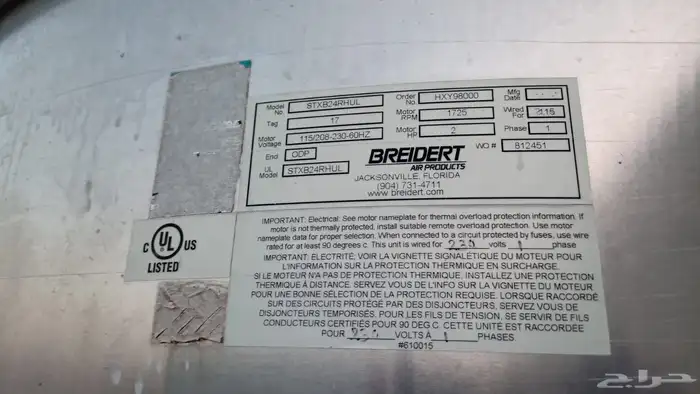 Model No. STXB24RHUL Order No. HXY98000 Mfg Date
Tag 17 Motor RPM 1725 Wired For
Motor Voltage 115/208-230-60HZ Motor HP 2 Phase 1
End ODP WO# 812451
UL Model STXB24RHUL
BREIDERT
AIR PRODUCTS
JACKSONVILLE, FLORIDA
(904) 731-4711
www.breidert.com
C UL US
LISTED
IMPORTANT: Electrical: See motor nameplate for thermal overload protection information. If
motor is not thermally protected, install suitable remote overload protection. Use motor
nameplate data for proper selection. When connected to a circuit protected by fuses, use wire
rated for at least 90 degrees c. This unit is wired for 230 volts 1 phase
IMPORTANT: ELECTRICITÉ; VOIR LA VIGNETTE SIGNALÉTIQUE DU MOTEUR POUR
L'INFORMATION SUR LA PROTECTION THERMIQUE EN SURCHARGE.
SI LE MOTEUR N'A PAS DE PROTECTION THERMIQUE. INSTALLEZ UNE PROTECTION
THERMIQUE À DISTANCE. SERVEZ VOUS DE L'INFO SUR LA VIGNETTE DU MOTEUR
POUR UNE BONNE SÉLECTION DE LA PROTECTION REQUISE. LORSQUE RACCORDÉ
SUR DES CIRCUITS PROTÉGÉ PAR DES DISJONCTEURS, SERVEZ VOUS DE
DISJONCTEURS TEMPORISÉS. POUR LES FILS DE TENSION. SE SERVIR DE FILS
CONDUCTEURS CERTIFIÉS POUR 90 DEG C. CETTE UNITÉ EST RACCORDÉE
POUR 230 VOLTS À 1 PHASES.
#610015
حراج